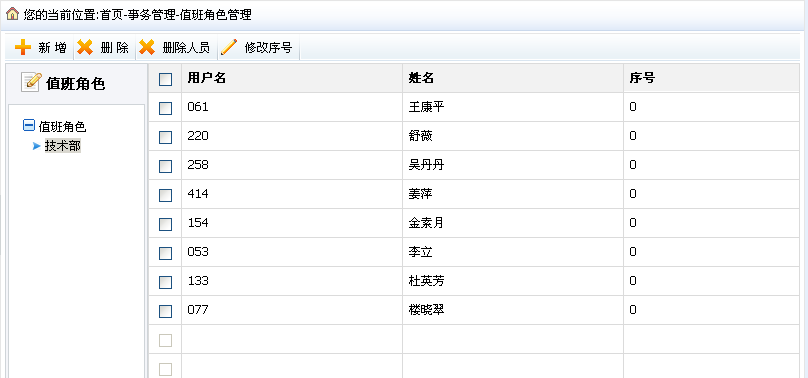 您的当前位置:首页-事务管理-值班角色管理
新 增 删 除 删除人员 修改序号
值班角色
值班角色
技术部
用户名 姓名 序号
061 王康平 0
220 舒薇 0
258 吴丹丹 0
414 姜萍 0
154 金素月 0
053 李立 0
133 杜英芳 0
077 楼晓翠 0